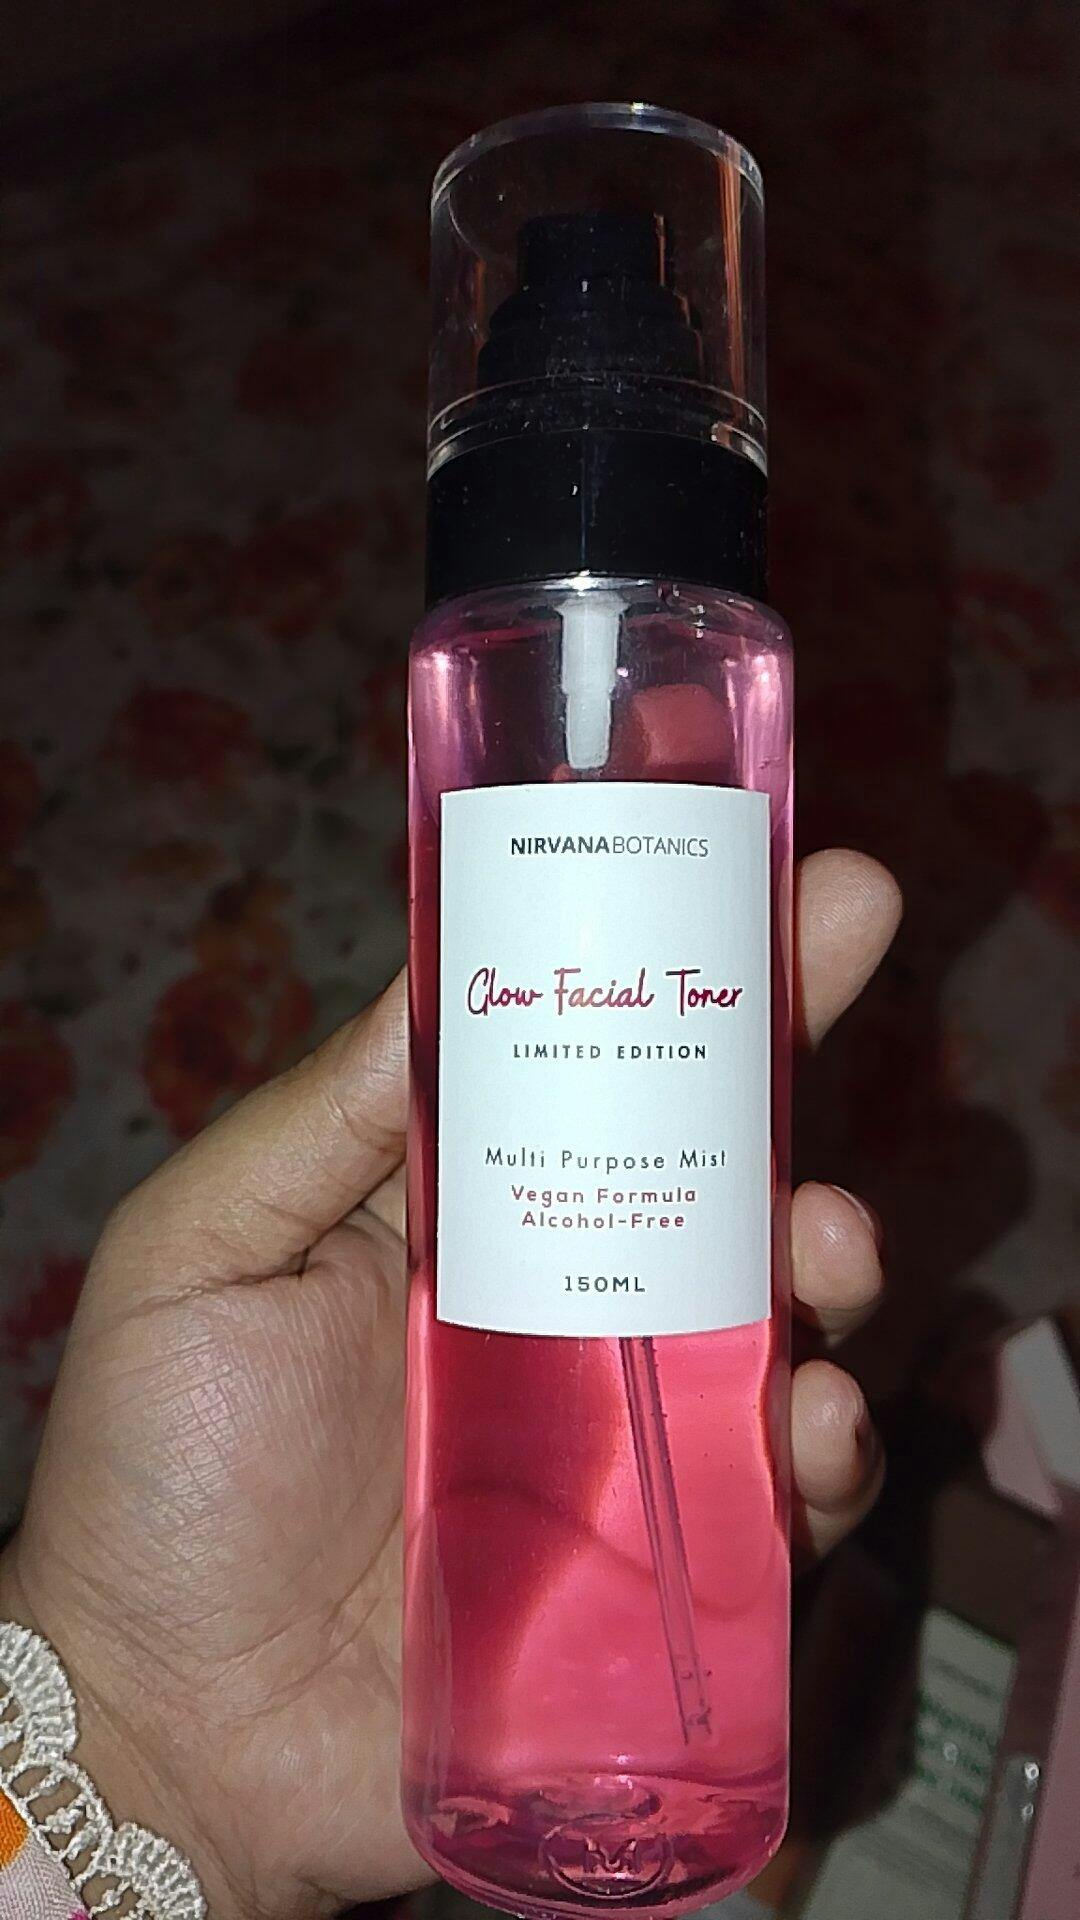 NIRVANABOTANICS
Glow Facial Toner
LIMITED EDITION
Multi Purpose Mist
Vegan Formula
Alcohol-Free
150ML